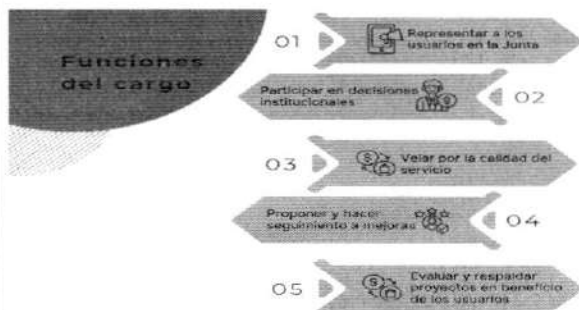 Funciones
del cargo
01
Representar a los
usuarios en la Junta
Participar en decisiones
institucionales
02
03
Velar por la calidad del
servicio
Proponer y hacer
seguimiento a mejoras
04
05
Evaluar y respaldar
proyectos en beneficio
de los usuarios